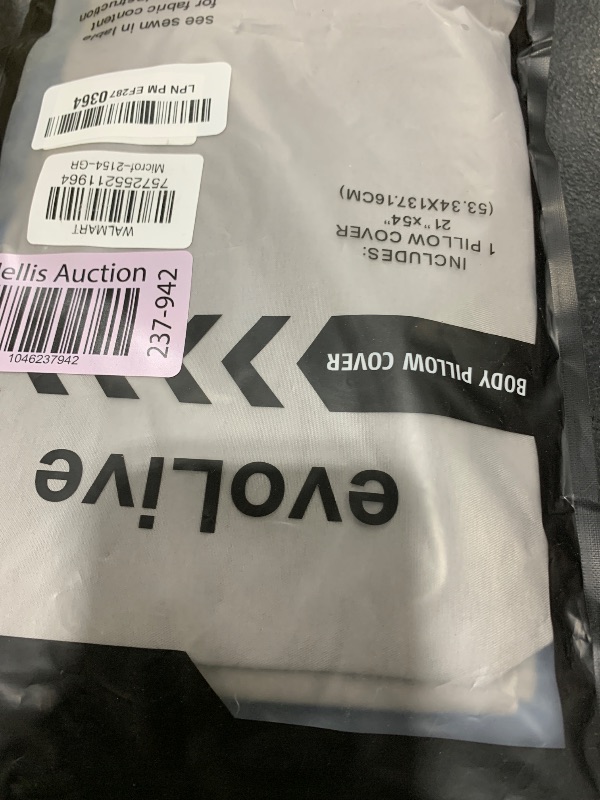 evoLive
BODY PILLOW COVER
INCLUDES:
1 PILLOW COVER
21"x54"
(53.34X137.16CM)
ellis Auction
1046237942
237-942
WALMART
757255211964
Microf-2154-GR
LPN PM EF287 0364
see sewn in
for fabric content